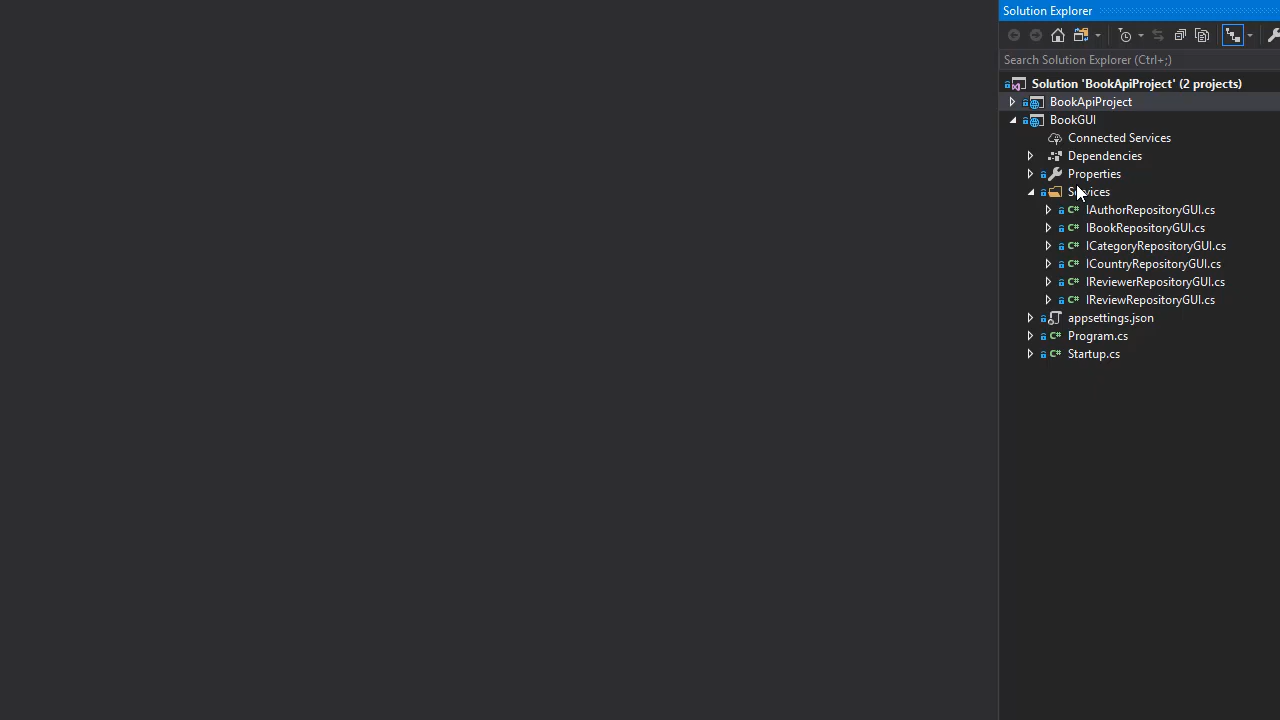 Solution Explorer
Search Solution Explorer (Ctrl+;)
Solution 'BookApiProject' (2 projects)
BookApiProject
BookGUI
Connected Services
Dependencies
Properties
Services
C# IAuthorRepositoryGUI.cs
C# IBookRepositoryGUI.cs
C# ICategoryRepositoryGUI.cs
C# ICountryRepositoryGUI.cs
C# IReviewerRepositoryGUI.cs
C# IReviewRepositoryGUI.cs
appsettings.json
C# Program.cs
C# Startup.cs